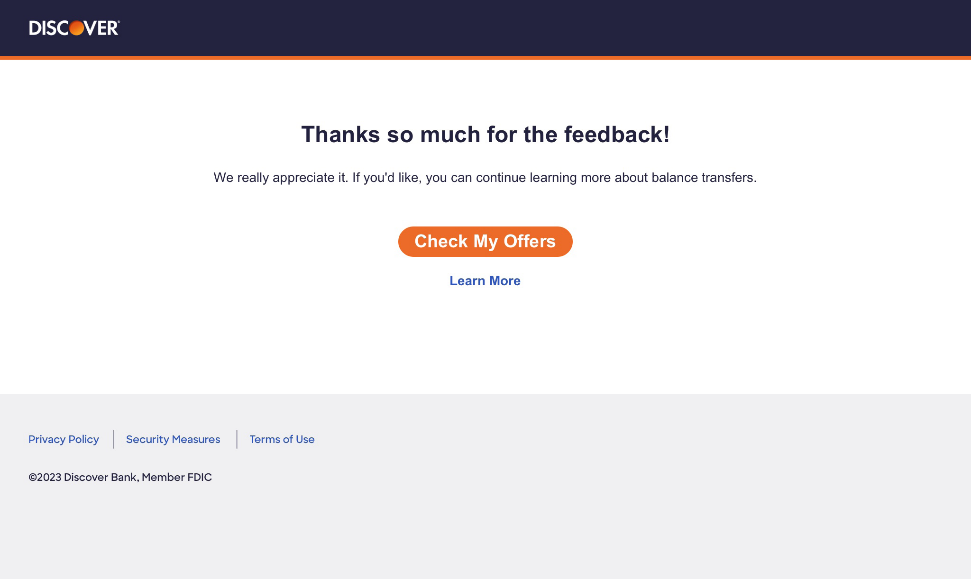 DISCOVER
Thanks so much for the feedback!
We really appreciate it. If you'd like, you can continue learning more about balance transfers.
Check My Offers
Learn More
Privacy Policy Security Measures Terms of Use
©2023 Discover Bank, Member FDIC